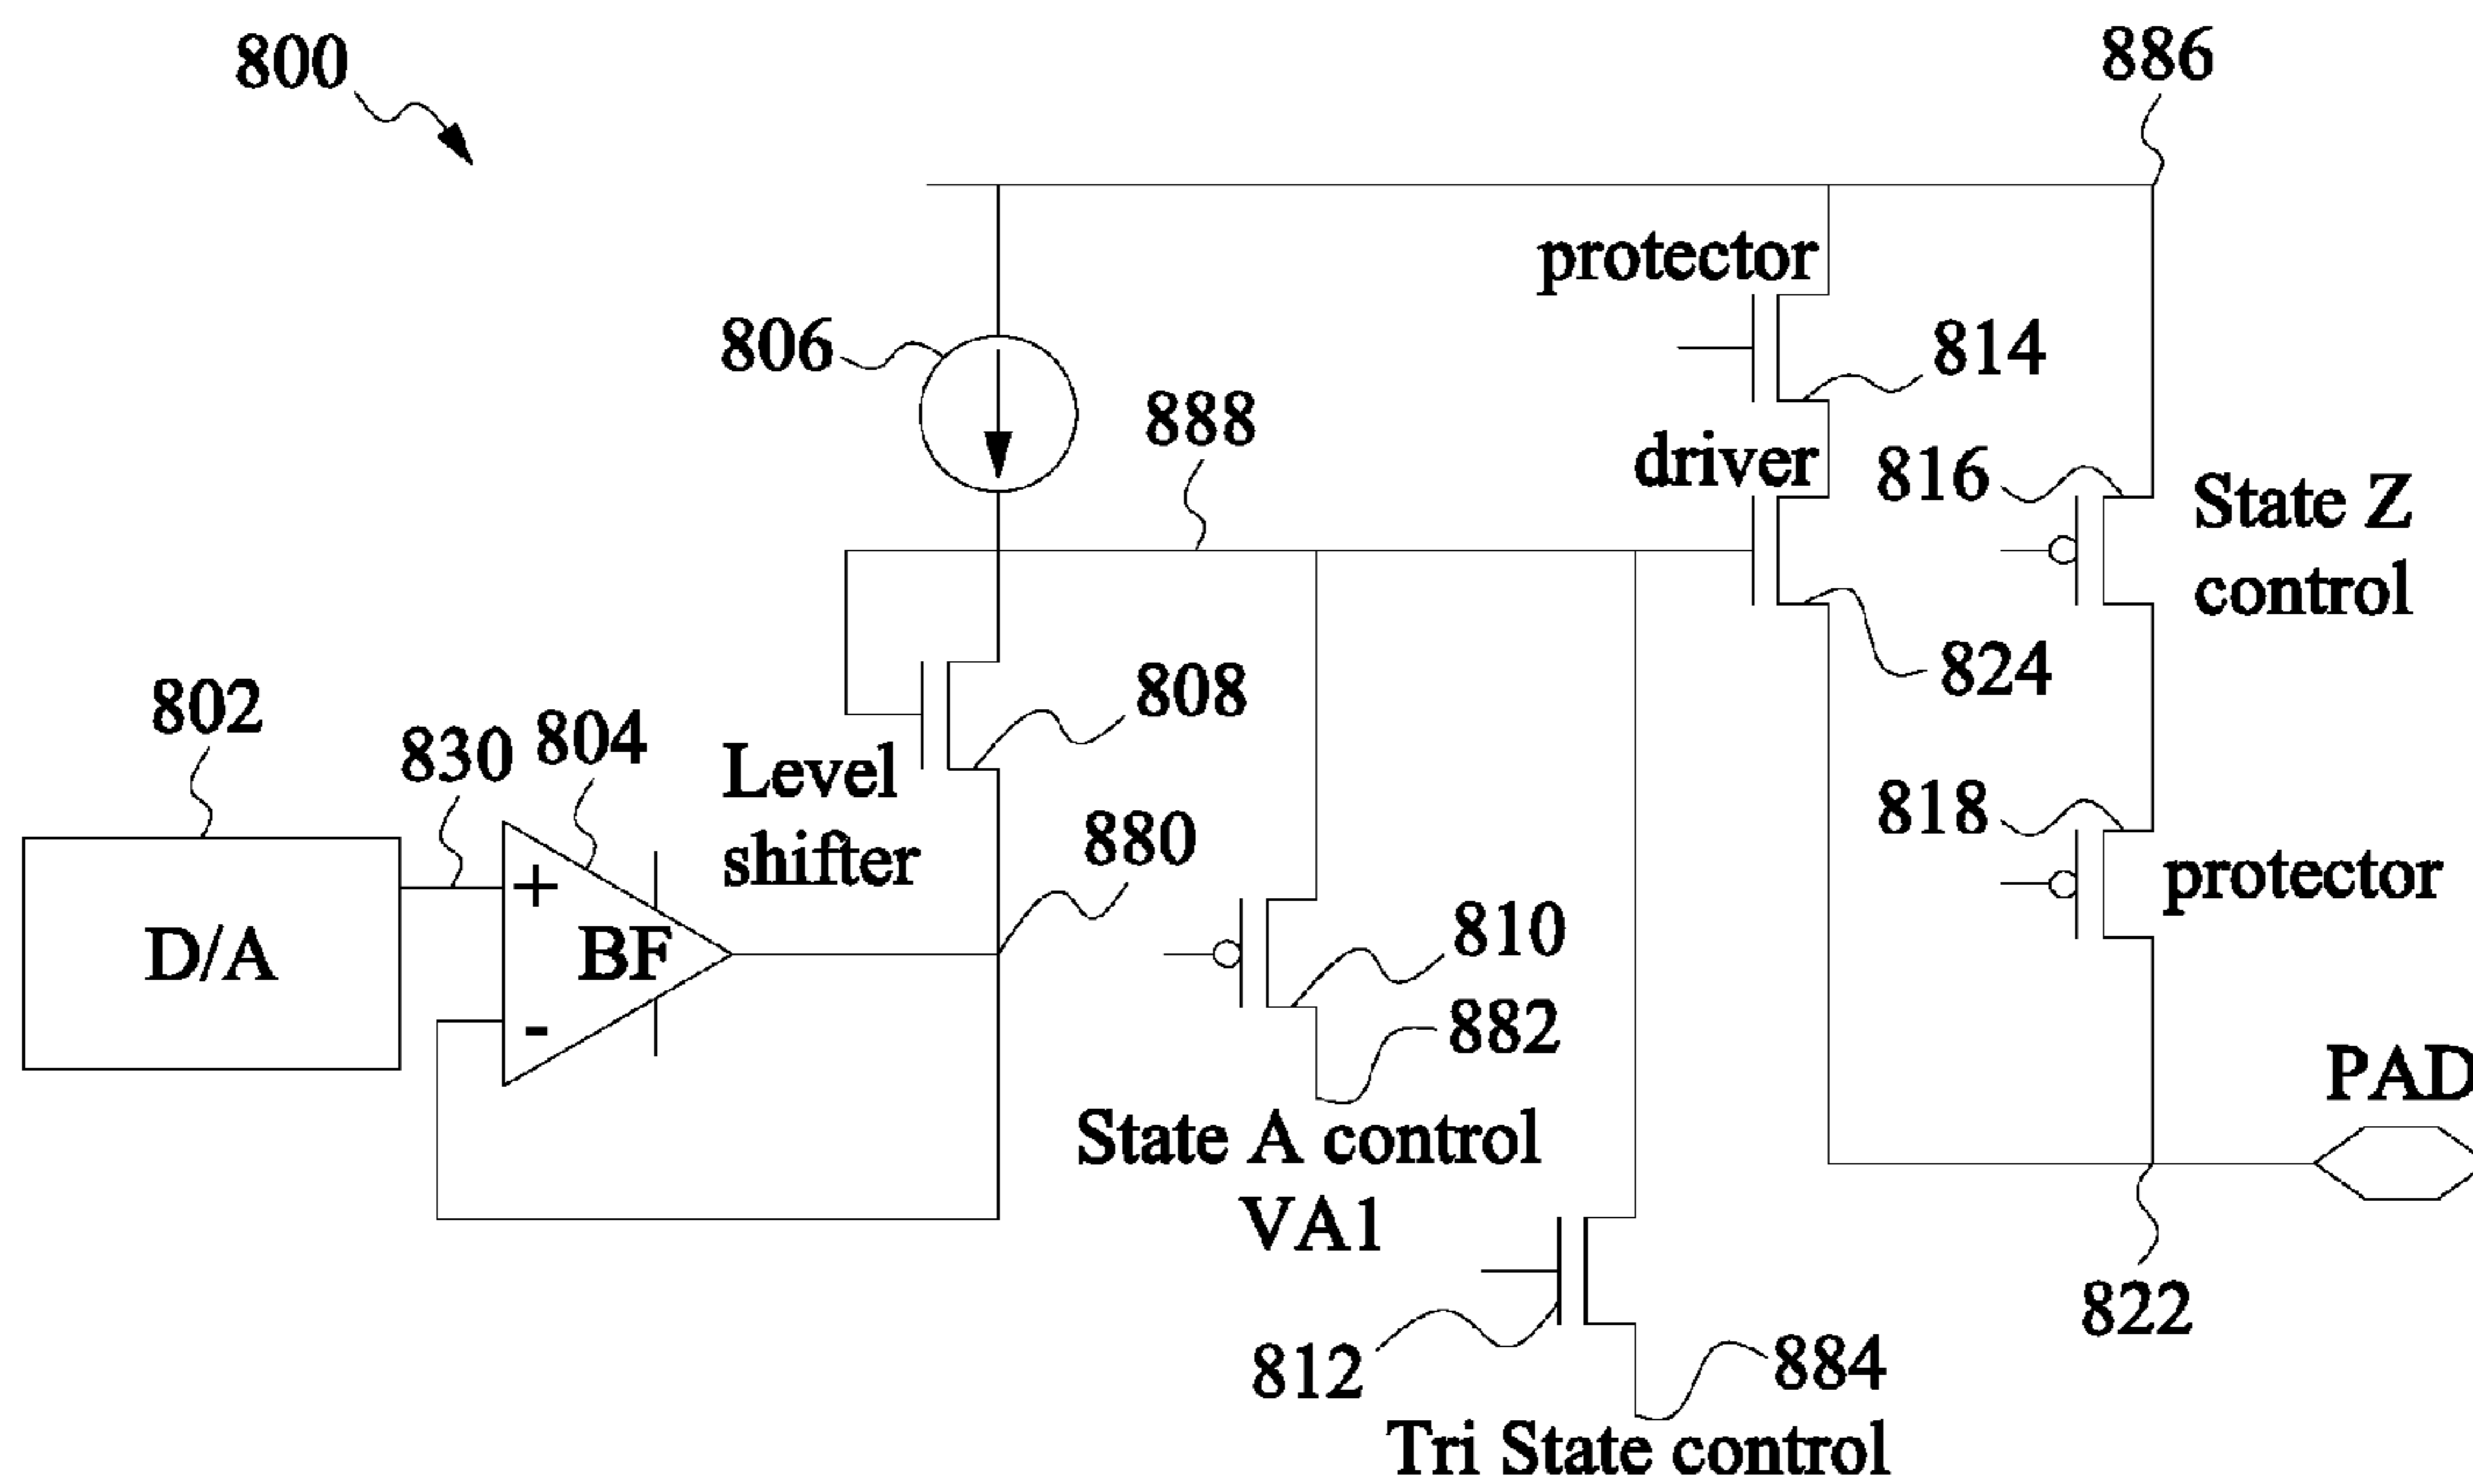 800
886
protector
806
814
888
driver
816
State Z
control
824
808
802
830
804
Level
shifter
880
818
protector
+
D/A
BF
810
-
882
PAD
State A control
VA1
822
812
884
Tri State control